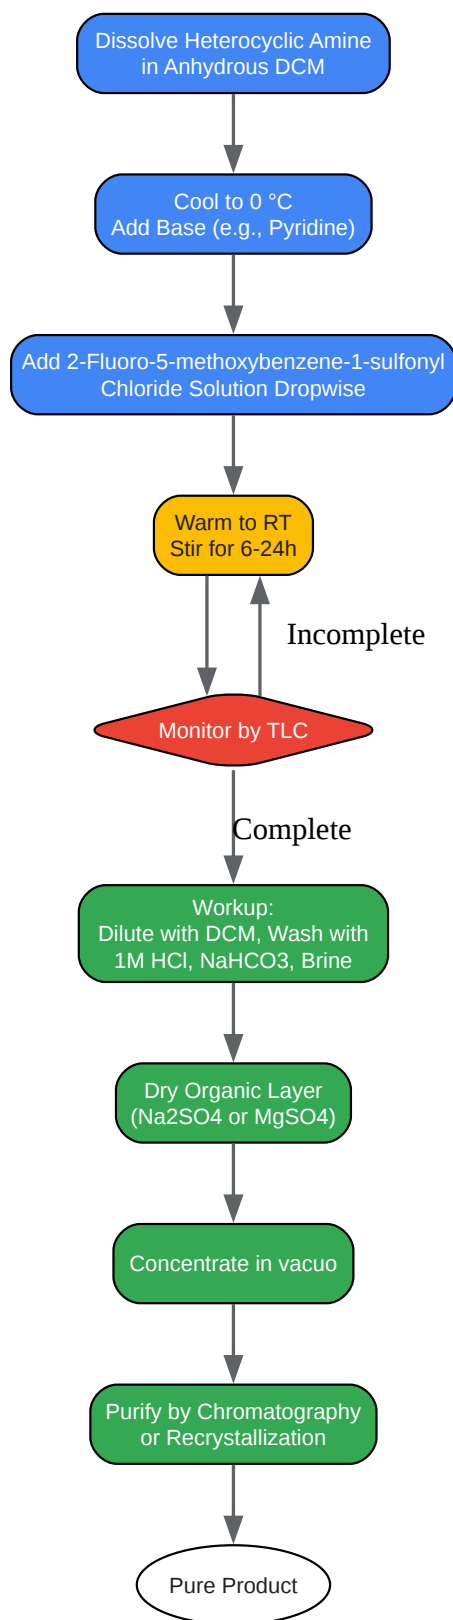 Dissolve Heterocyclic Amine
in Anhydrous DCM
Cool to 0 °C
Add Base (e.g., Pyridine)
Add 2-Fluoro-5-methoxybenzene-1-sulfonyl
Chloride Solution Dropwise
Warm to RT
Stir for 6-24h
Incomplete
Monitor by TLC
Complete
Workup:
Dilute with DCM, Wash with
1M HCl, NaHCO3, Brine
Dry Organic Layer
(Na2SO4 or MgSO4)
Concentrate in vacuo
Purify by Chromatography
or Recrystallization
Pure Product